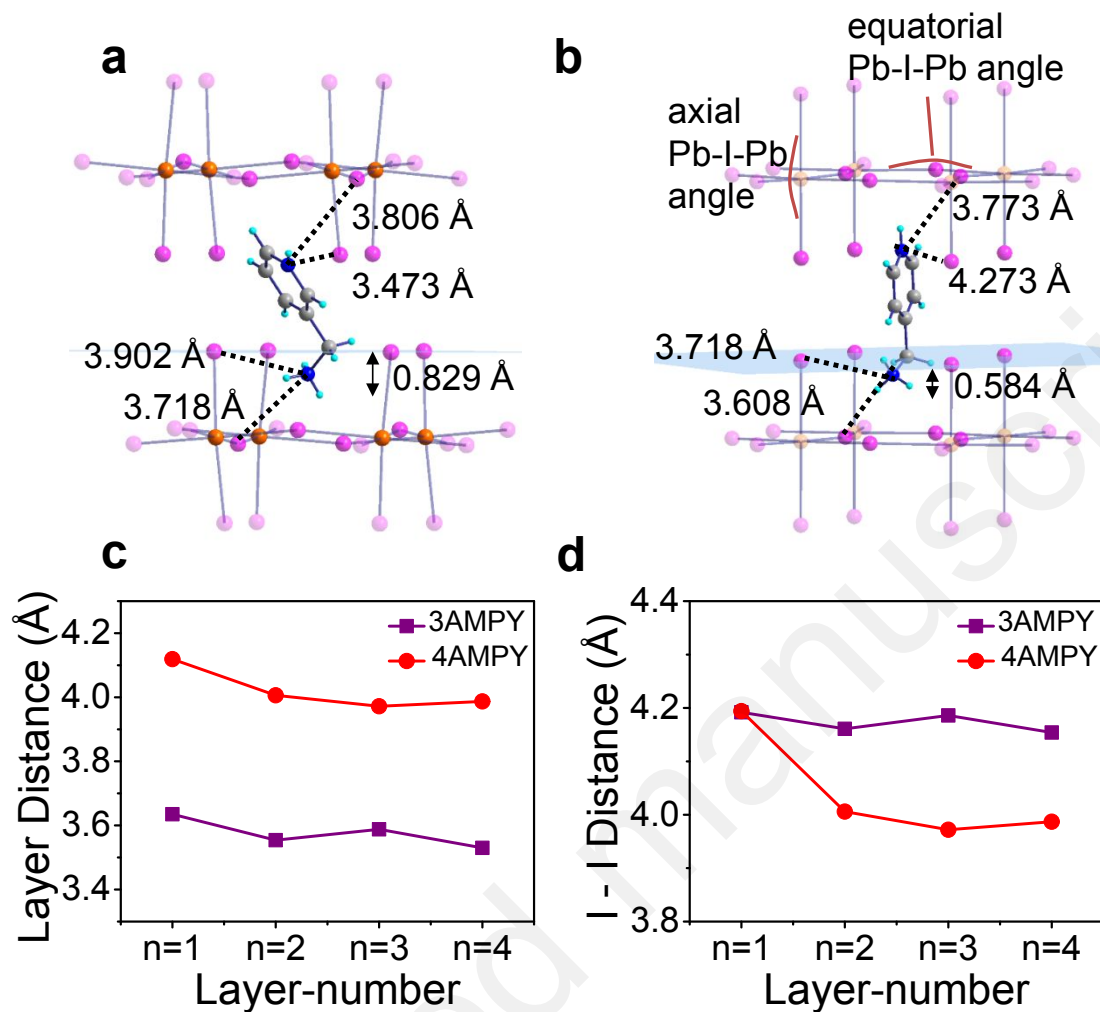 a
3.806 Å
3.473 Å
3.902 Å
0.829 Å
3.718 Å
b
equatorial
Pb-I-Pb angle
axial
Pb-I-Pb
angle
3.773 Å
4.273 Å
3.718 Å
0.584 Å
3.608 Å
c
Layer Distance (Å)
4.2
4.0
3.8
3.6
3.4
3AMPY
4AMPY
n=1 n=2 n=3 n=4
Layer-number
d
I - I Distance (Å)
4.4
4.2
4.0
3.8
3AMPY
4AMPY
n=1 n=2 n=3 n=4
Layer-number
d manuscri